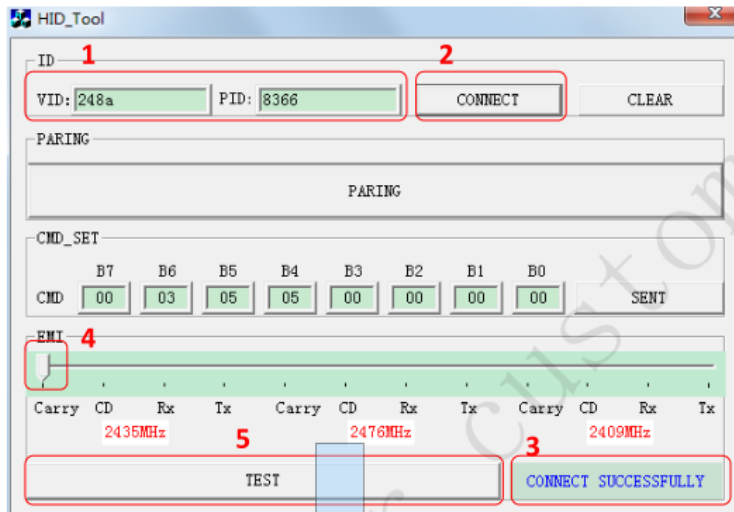 HID_Tool
x
ID 1 2
VID: 248a PID: 8366 CONNECT CLEAR
PARING
PARING
CMD_SET
B7 B6 B5 B4 B3 B2 B1 B0
CMD 00 03 05 05 00 00 00 00 SENT
EMI 4
Carry CD Rx Tx Carry CD Rx Tx Carry CD Rx Tx
2435MHz 2476MHz 2409MHz
5 3
TEST CONNECT SUCCESSFULLY
custom